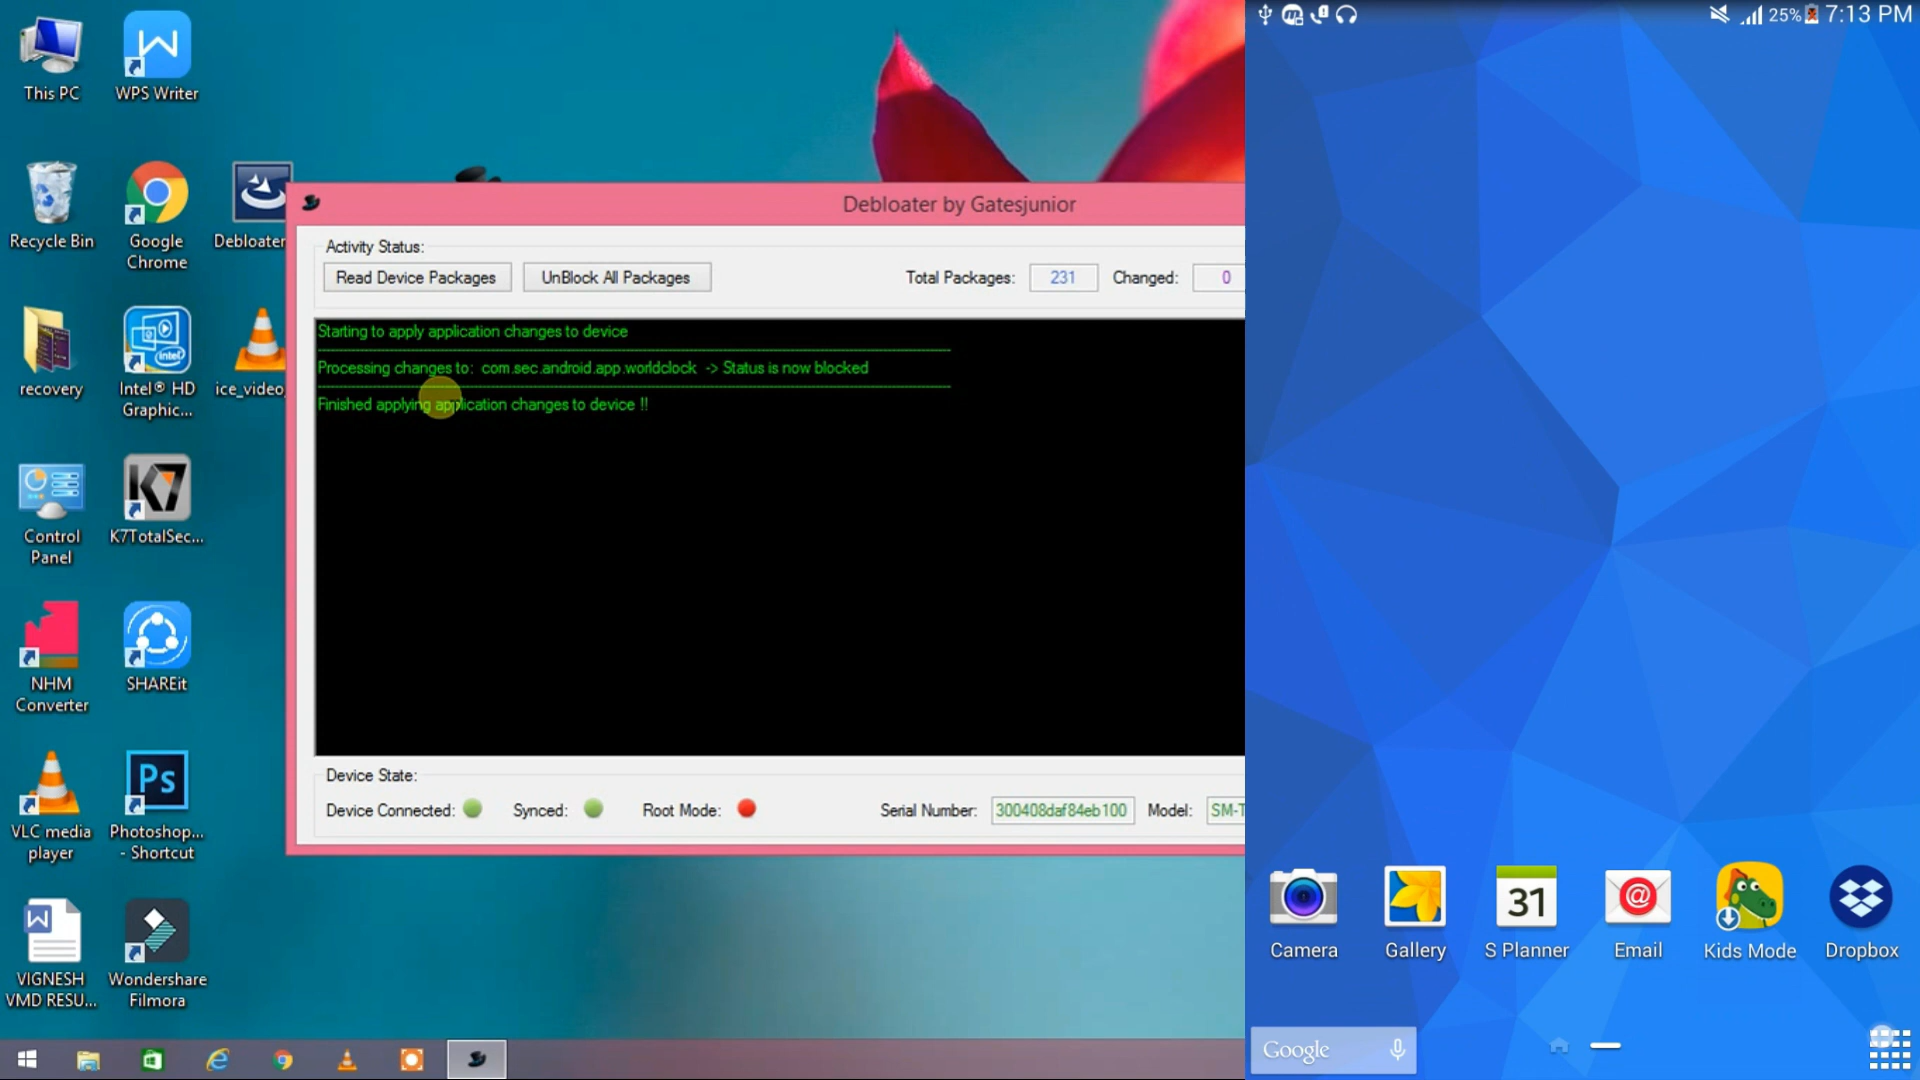 This PC
WPS Writer
Recycle Bin
Google
Chrome
Debloater
recovery
Intel® HD
Graphic...
ice_video
Control
Panel
K7TotalSec...
NHM
Converter
SHAREit
VLC media
player
Photoshop...
- Shortcut
VIGNESH
VMD RESU...
Wondershare
Filmora
Debloater by Gatesjunior
Activity Status:
Read Device Packages
UnBlock All Packages
Total Packages: 231
Changed: 0
Starting to apply application changes to device
Processing changes to: com.sec.android.app.worldclock -> Status is now blocked
Finished applying application changes to device !!
Device State:
Device Connected:
Synced:
Root Mode:
Serial Number: 300408daf84eb100
Model: SM-T
25% 7:13 PM
31
@
Camera
Gallery
S Planner
Email
Kids Mode
Dropbox
Google
W
K7
Ps
intel
W